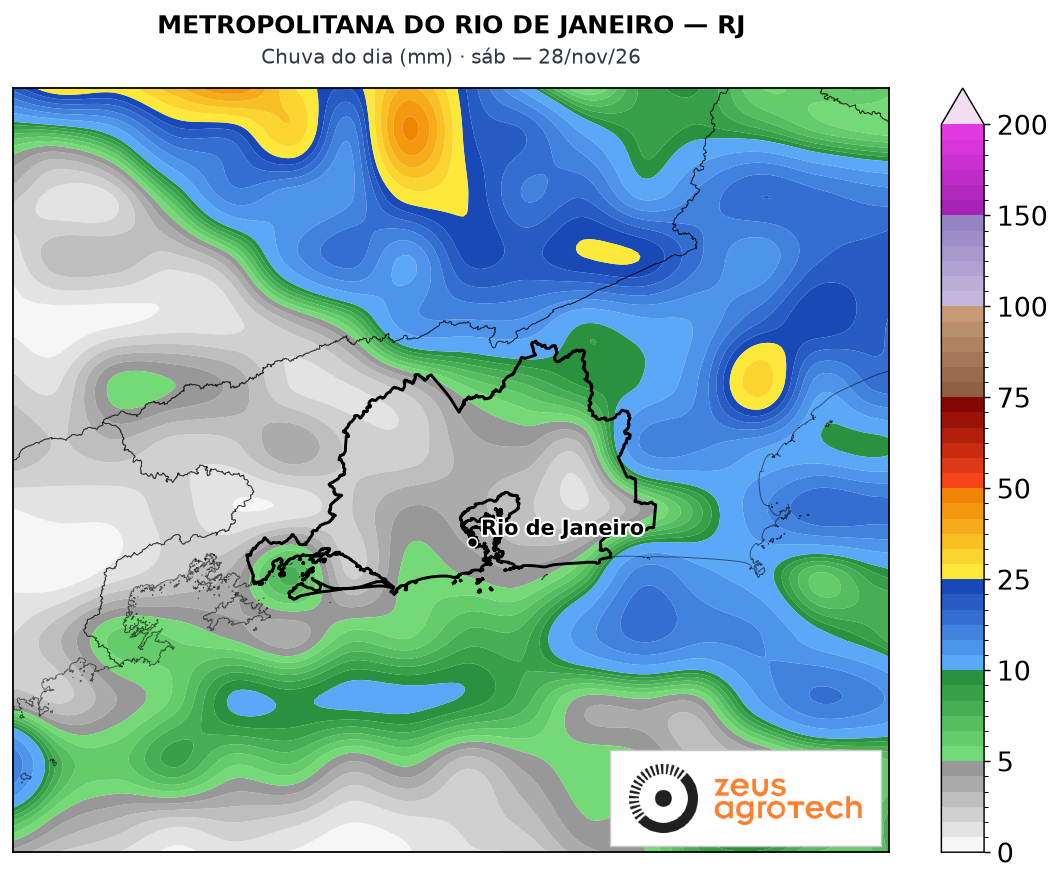 METROPOLITANA DO RIO DE JANEIRO — RJ
Chuva do dia (mm) · sáb — 28/nov/26
200
150
100
75
50
25
10
5
0
Rio de Janeiro
zeus
agrotech